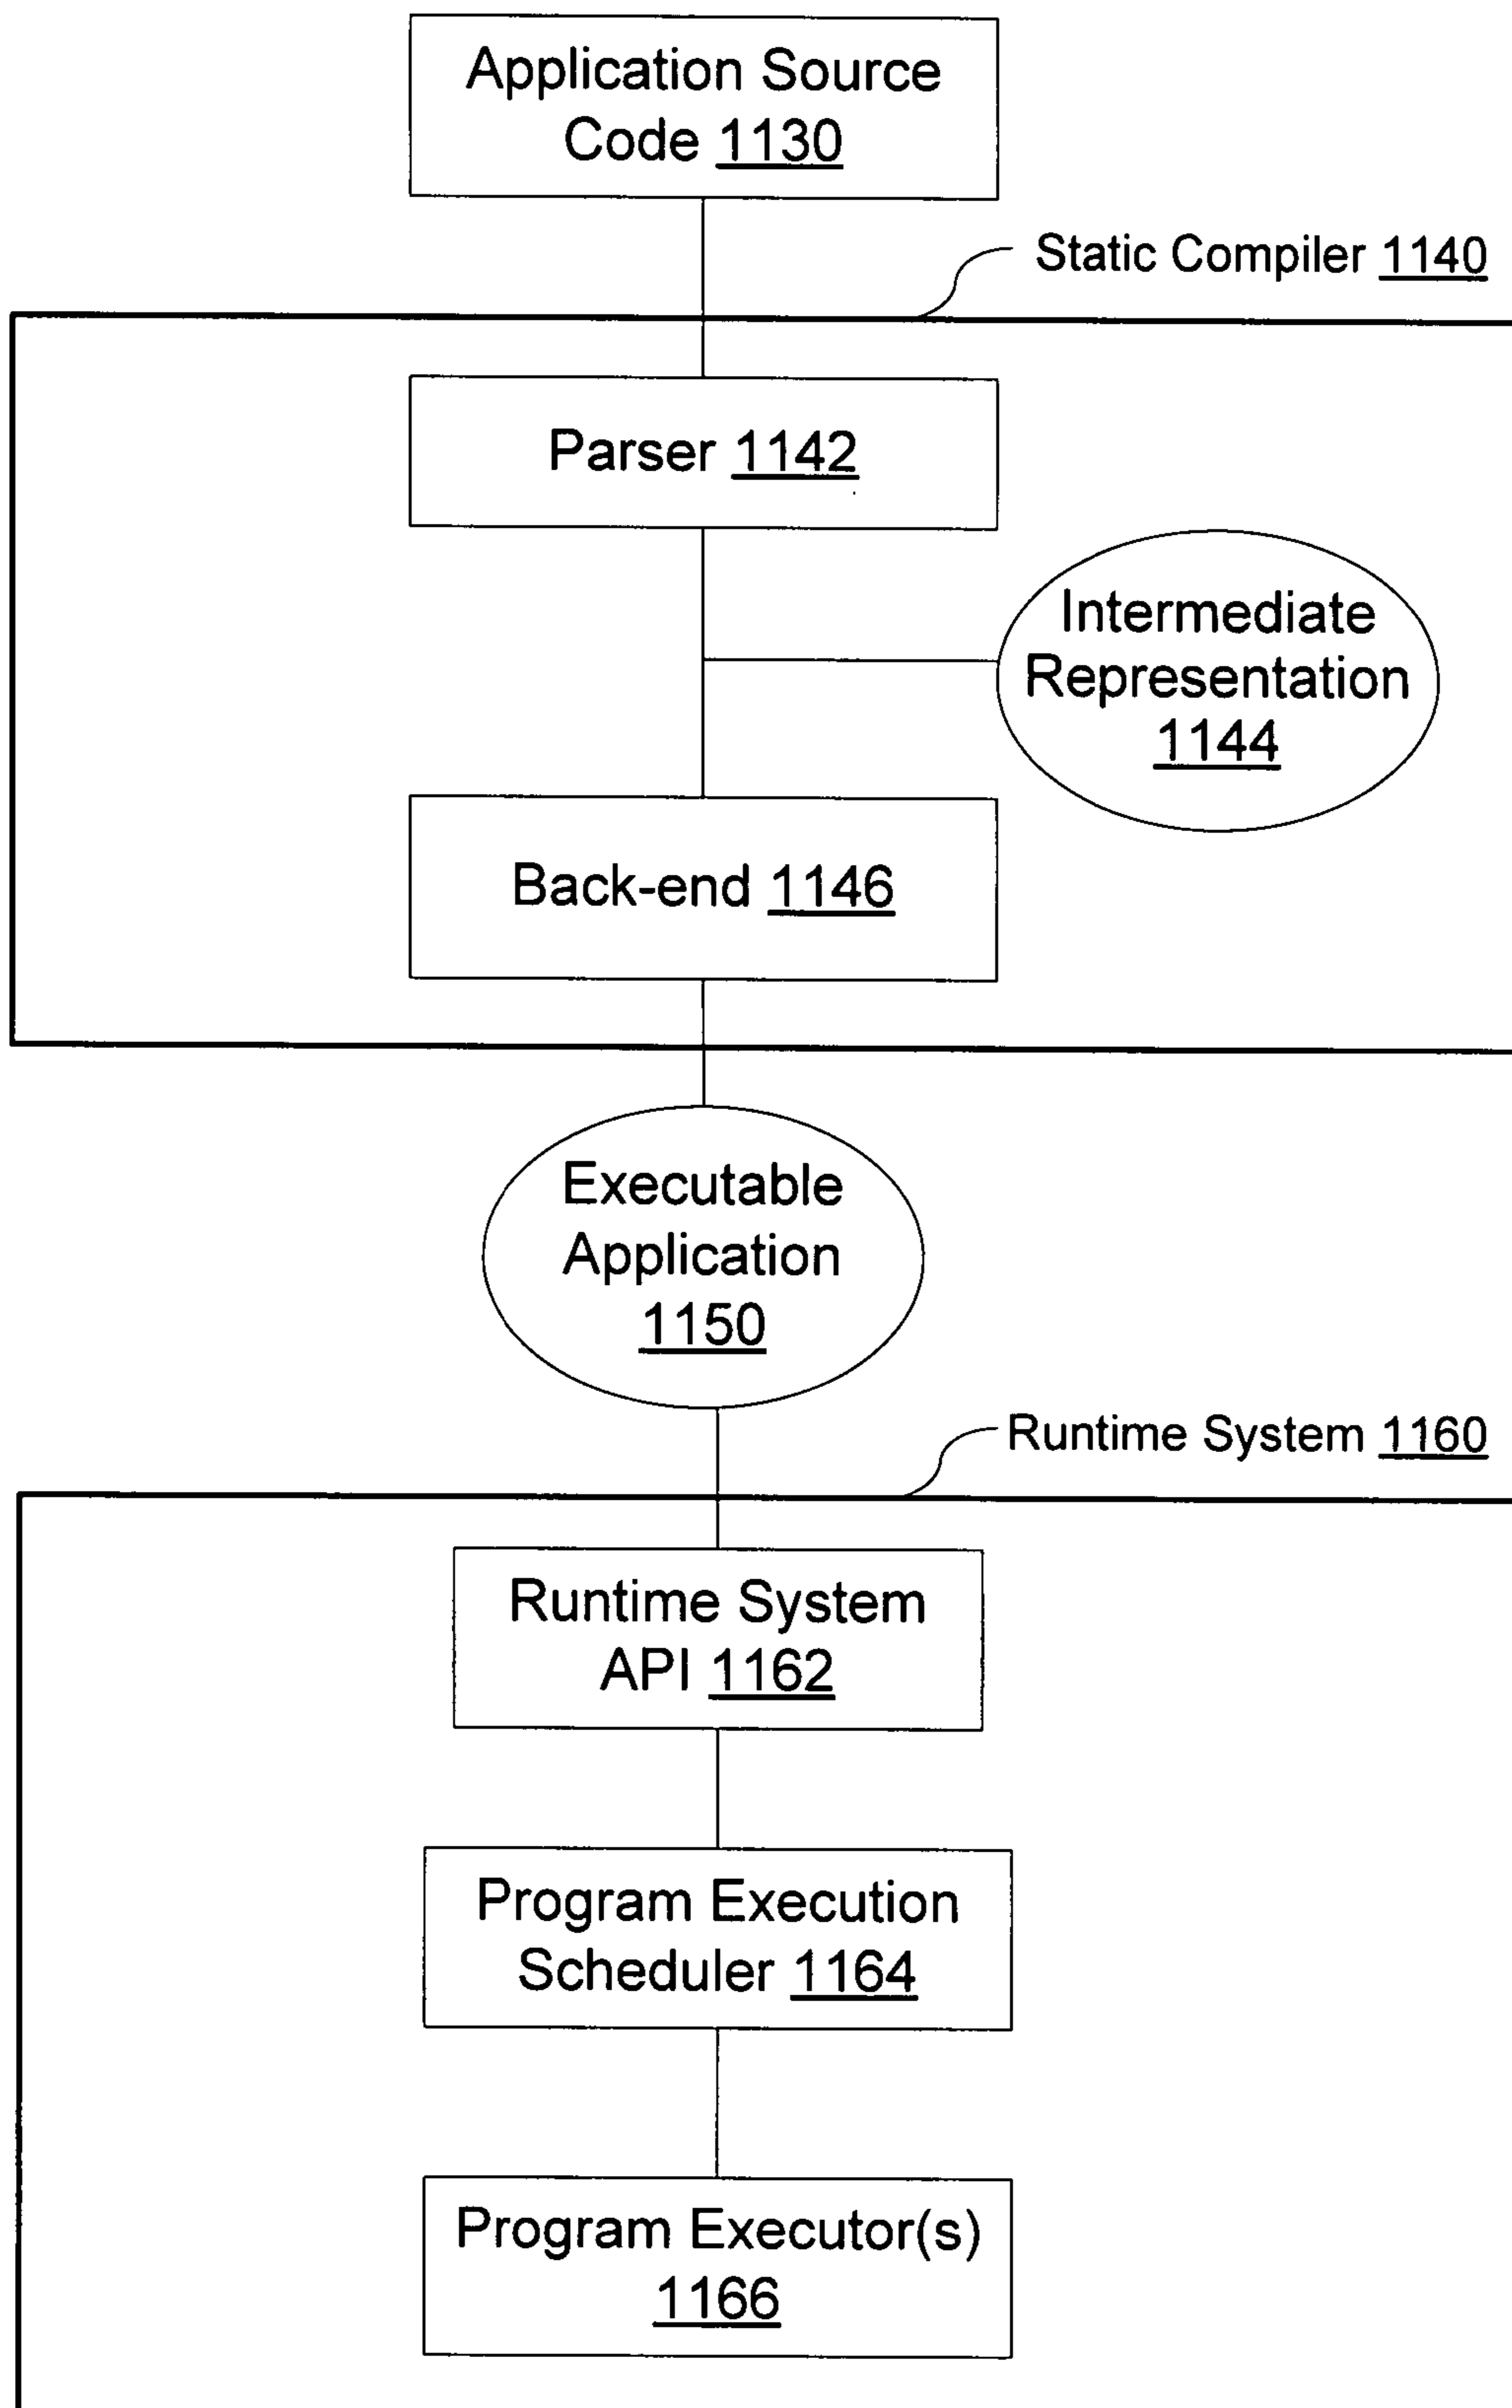 Application Source
Code 1130
Static Compiler 1140
Parser 1142
Intermediate
Representation
1144
Back-end 1146
Executable
Application
1150
Runtime System 1160
Runtime System
API 1162
Program Execution
Scheduler 1164
Program Executor(s)
1166